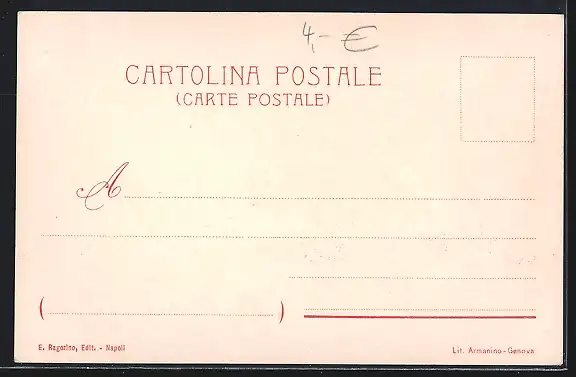 4,- €
CARTOLINA POSTALE
(CARTE POSTALE)
A
( )
E. Ragozino, Edit. - Napoli
Lit. Armanino - Genova